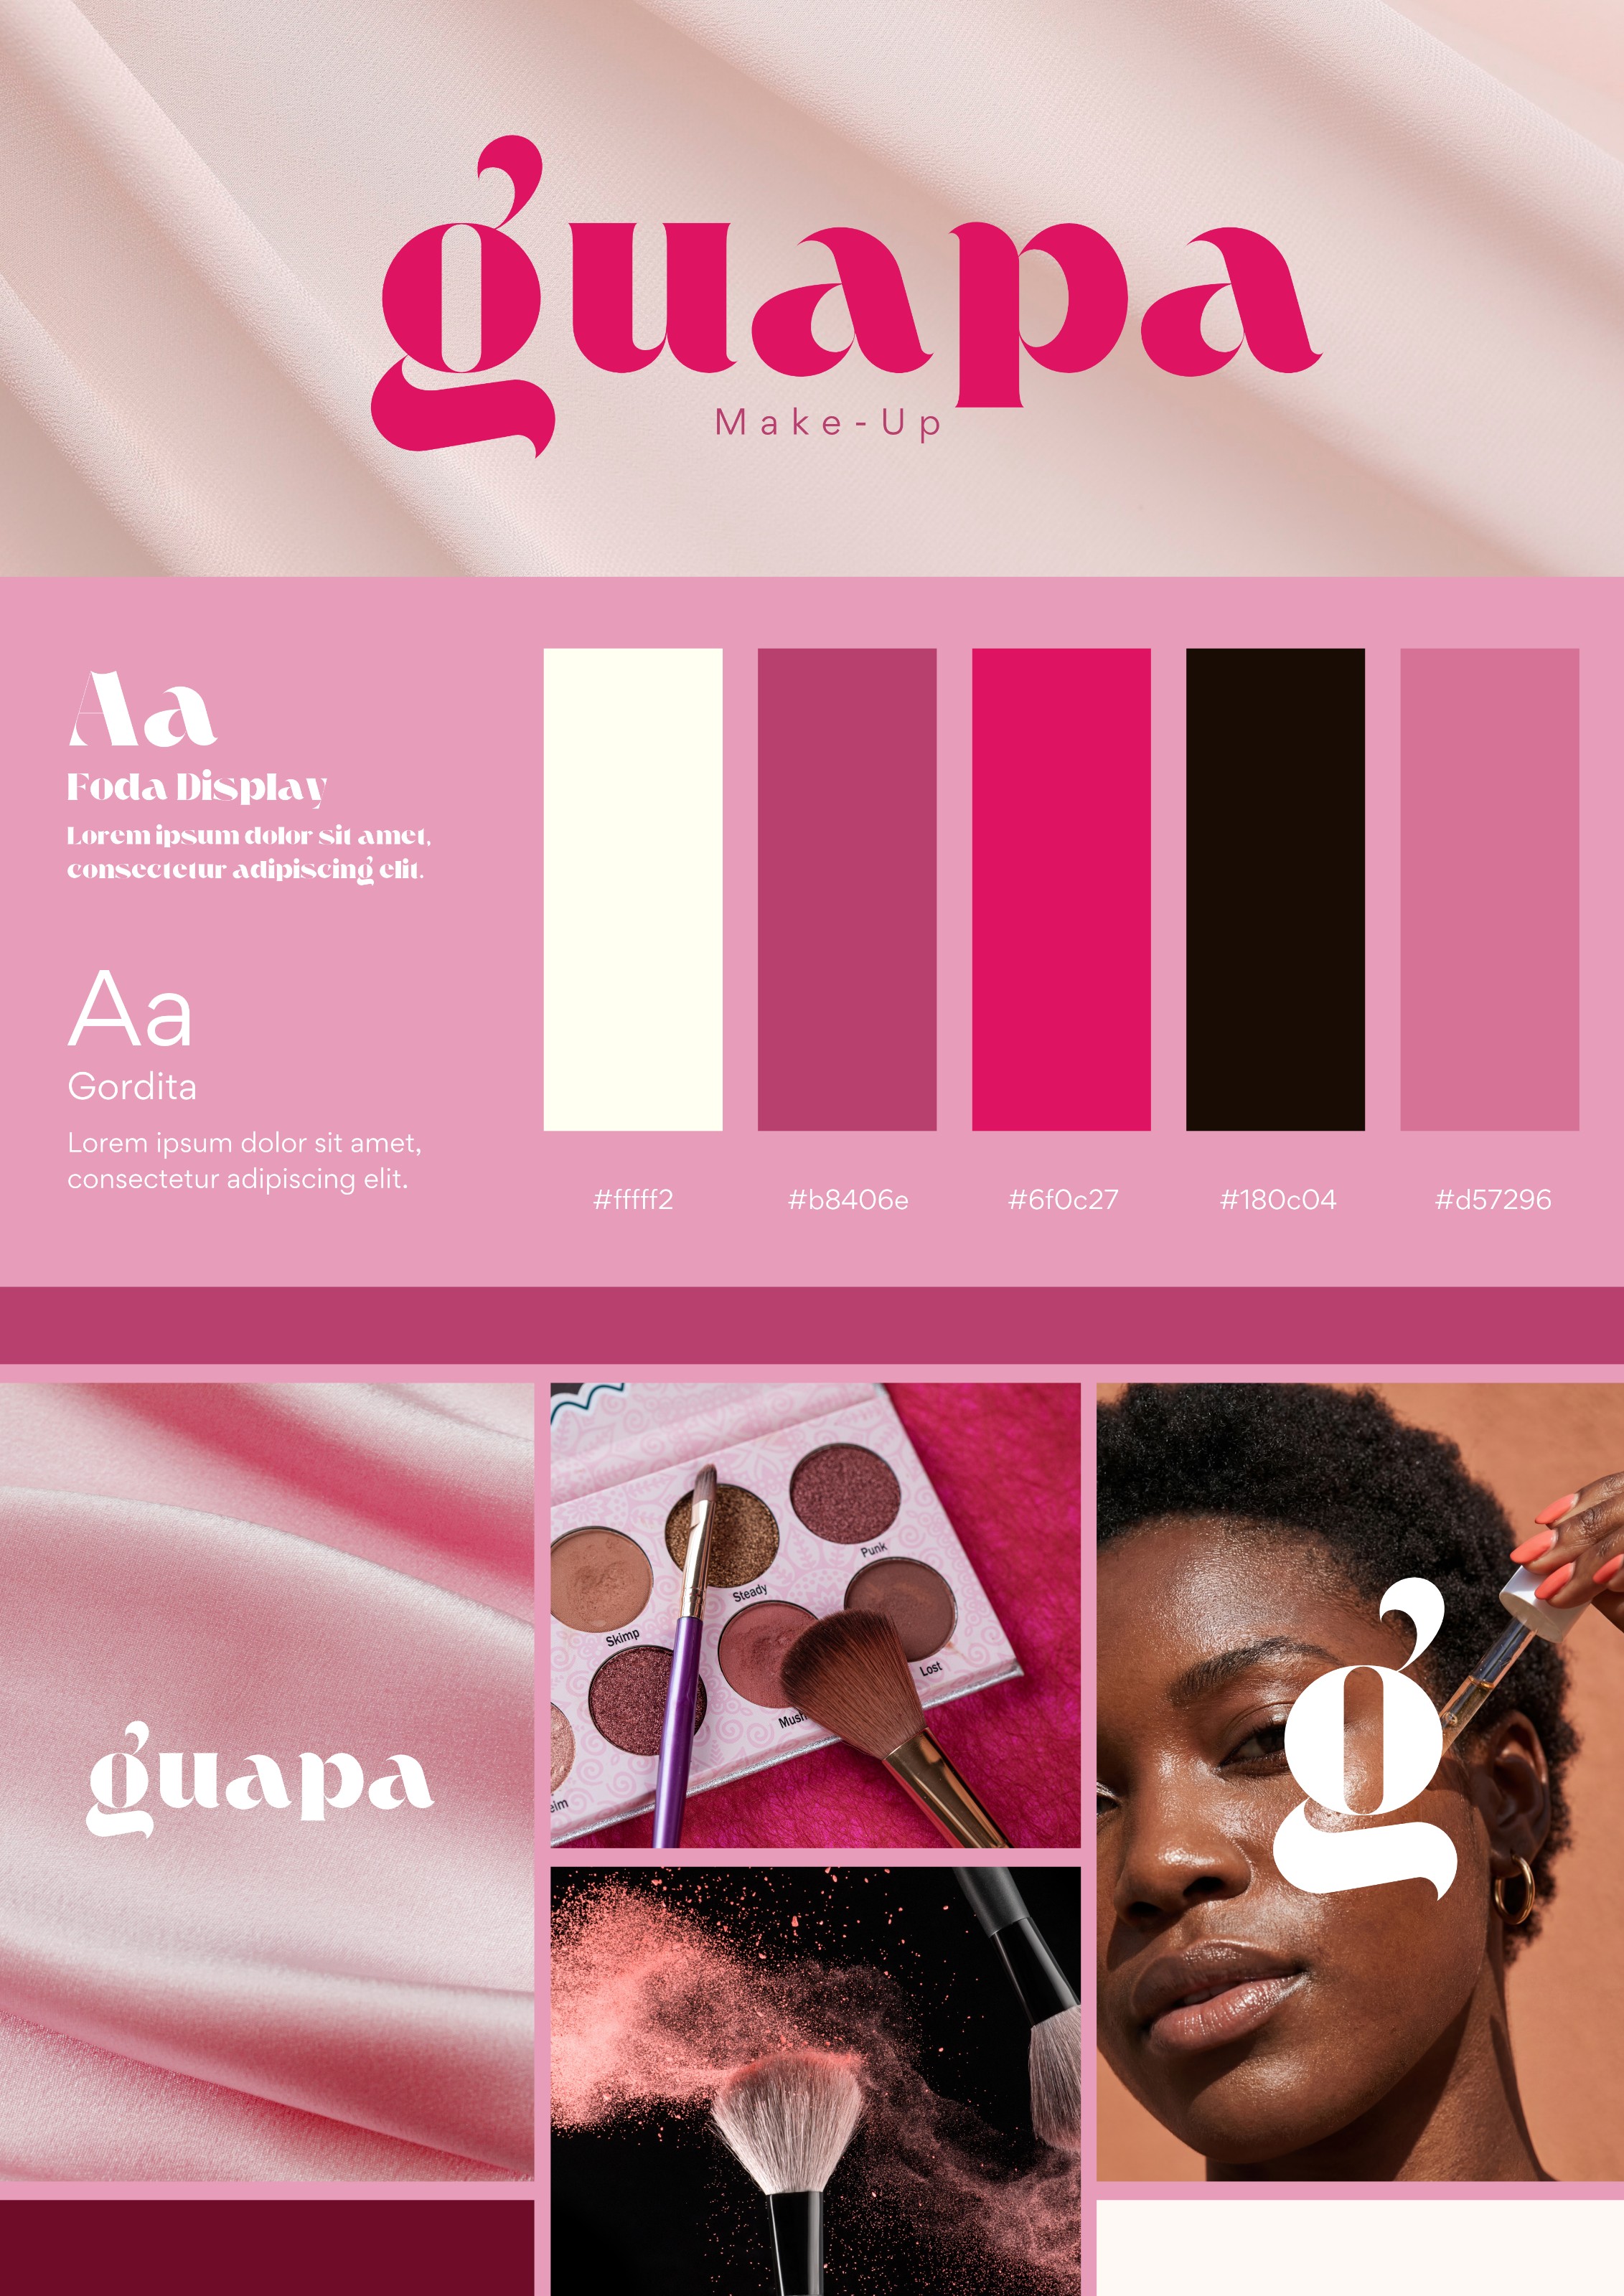 guapa
Make-Up
Aa
Foda Display
Lorem ipsum dolor sit amet,
consectetur adipiscing elit.
Aa
Gordita
Lorem ipsum dolor sit amet,
consectetur adipiscing elit.
#fffff2
#b8406e
#6f0c27
#180c04
#d57296
guapa
Punk
Steady
Skimp
Lost
g